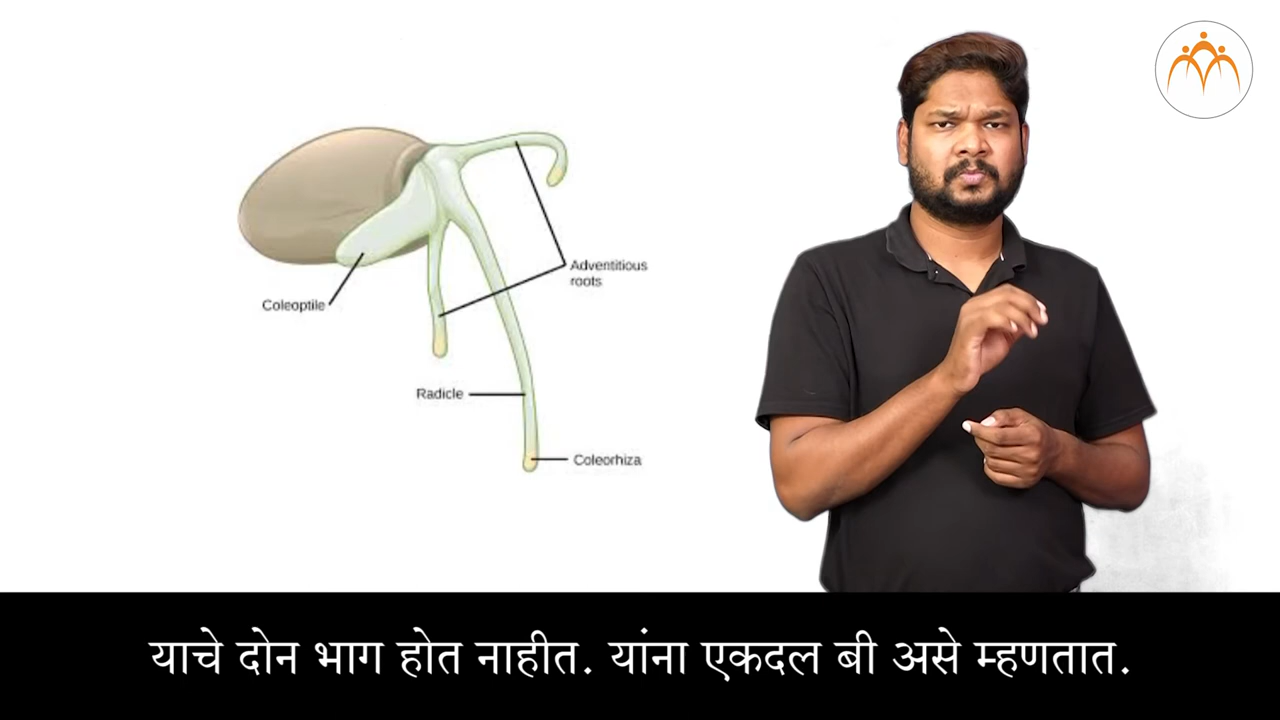 Adventitious
roots
Coleoptile
Radicle
Coleorhiza
याचे दोन भाग होत नाहीत. यांना एकदल बी असे म्हणतात.